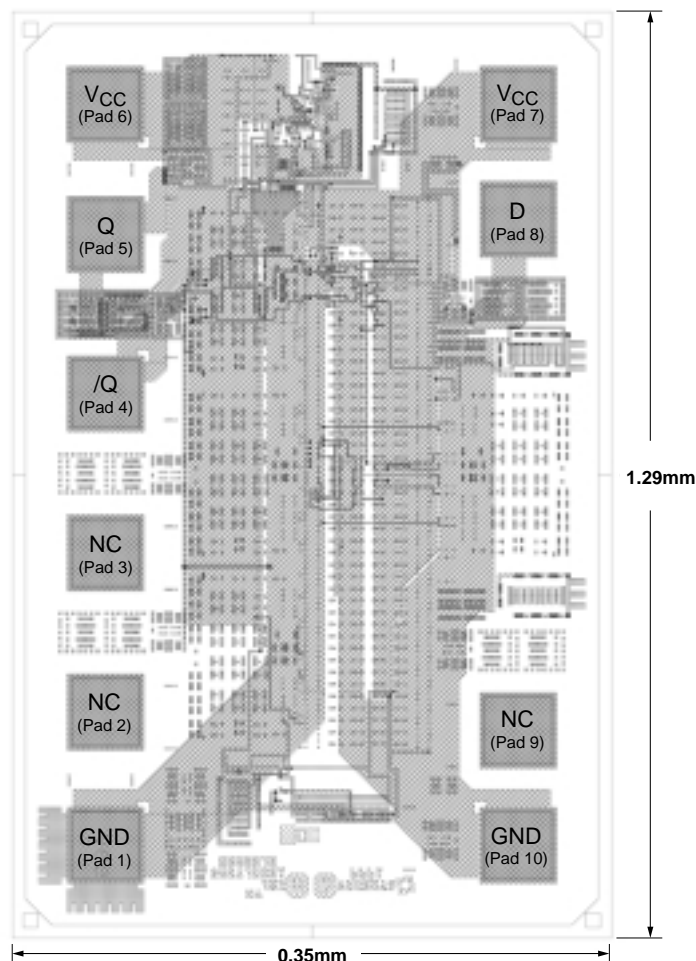 VCC
(Pad 6)
VCC
(Pad 7)
Q
(Pad 5)
D
(Pad 8)
/Q
(Pad 4)
1.29mm
NC
(Pad 3)
NC
(Pad 2)
NC
(Pad 9)
GND
(Pad 1)
GND
(Pad 10)
0.35mm